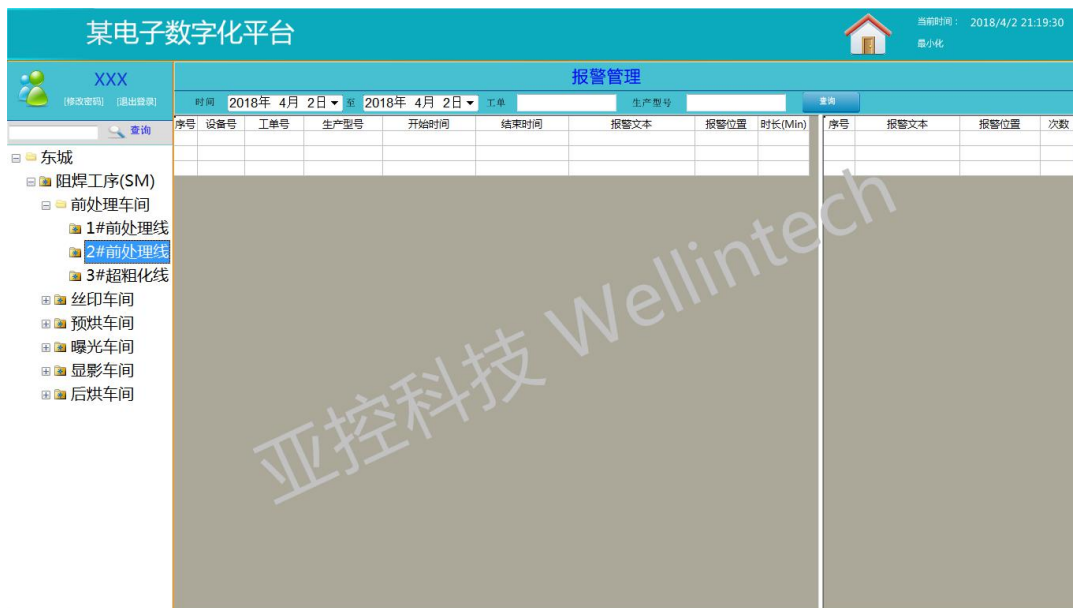 某电子数字化平台
当前时间： 2018/4/2 21:19:30
最小化
XXX
[修改密码] [退出登录]
查询
东城
阻焊工序(SM)
前处理车间
1#前处理线
2#前处理线
3#超粗化线
丝印车间
预烘车间
曝光车间
显影车间
后烘车间
报警管理
时间 2018年 4月 2日 至 2018年 4月 2日 工单 生产型号 查询
序号 设备号 工单号 生产型号 开始时间 结束时间 报警文本 报警位置 时长(Min)
序号 报警文本 报警位置 次数
亚控科技 Wellintech